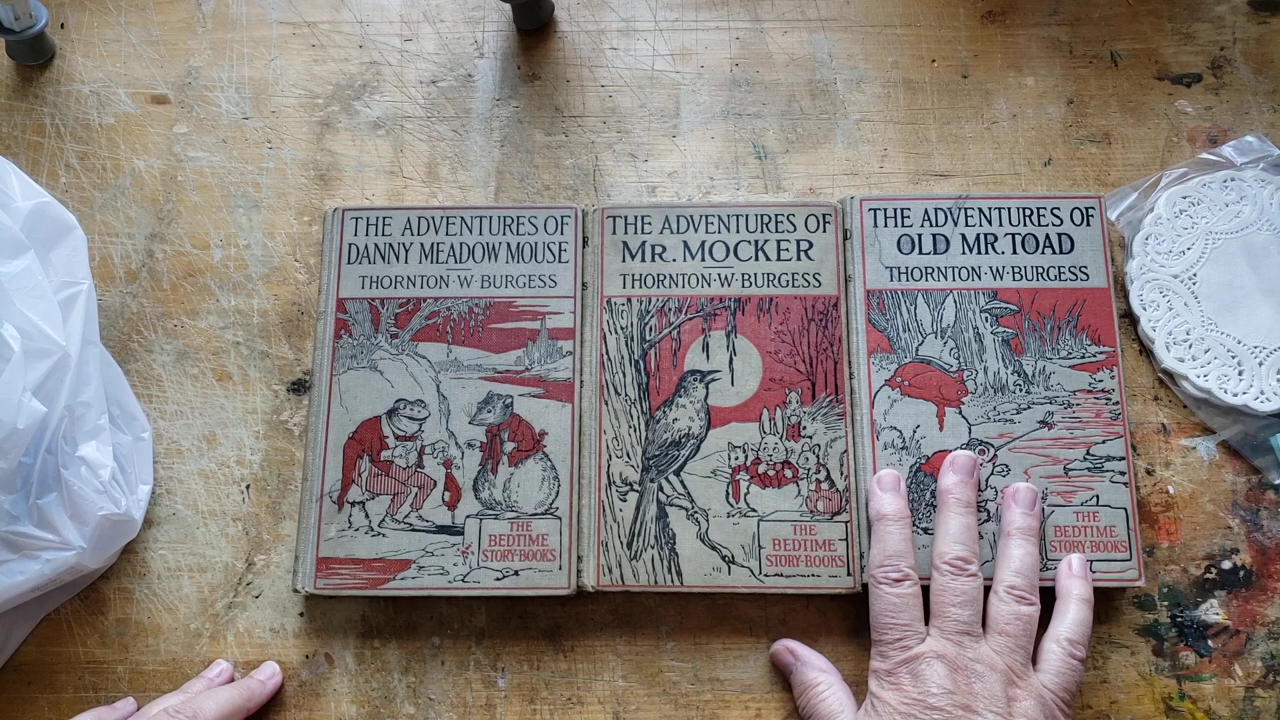 THE ADVENTURES OF
DANNY MEADOW MOUSE
THORNTON·W·BURGESS
THE
BEDTIME
STORY-BOOKS
THE ADVENTURES OF
MR. MOCKER
THORNTON·W·BURGESS
THE
BEDTIME
STORY-BOOKS
THE ADVENTURES OF
OLD MR. TOAD
THORNTON·W·BURGESS
THE
BEDTIME
STORY-BOOKS